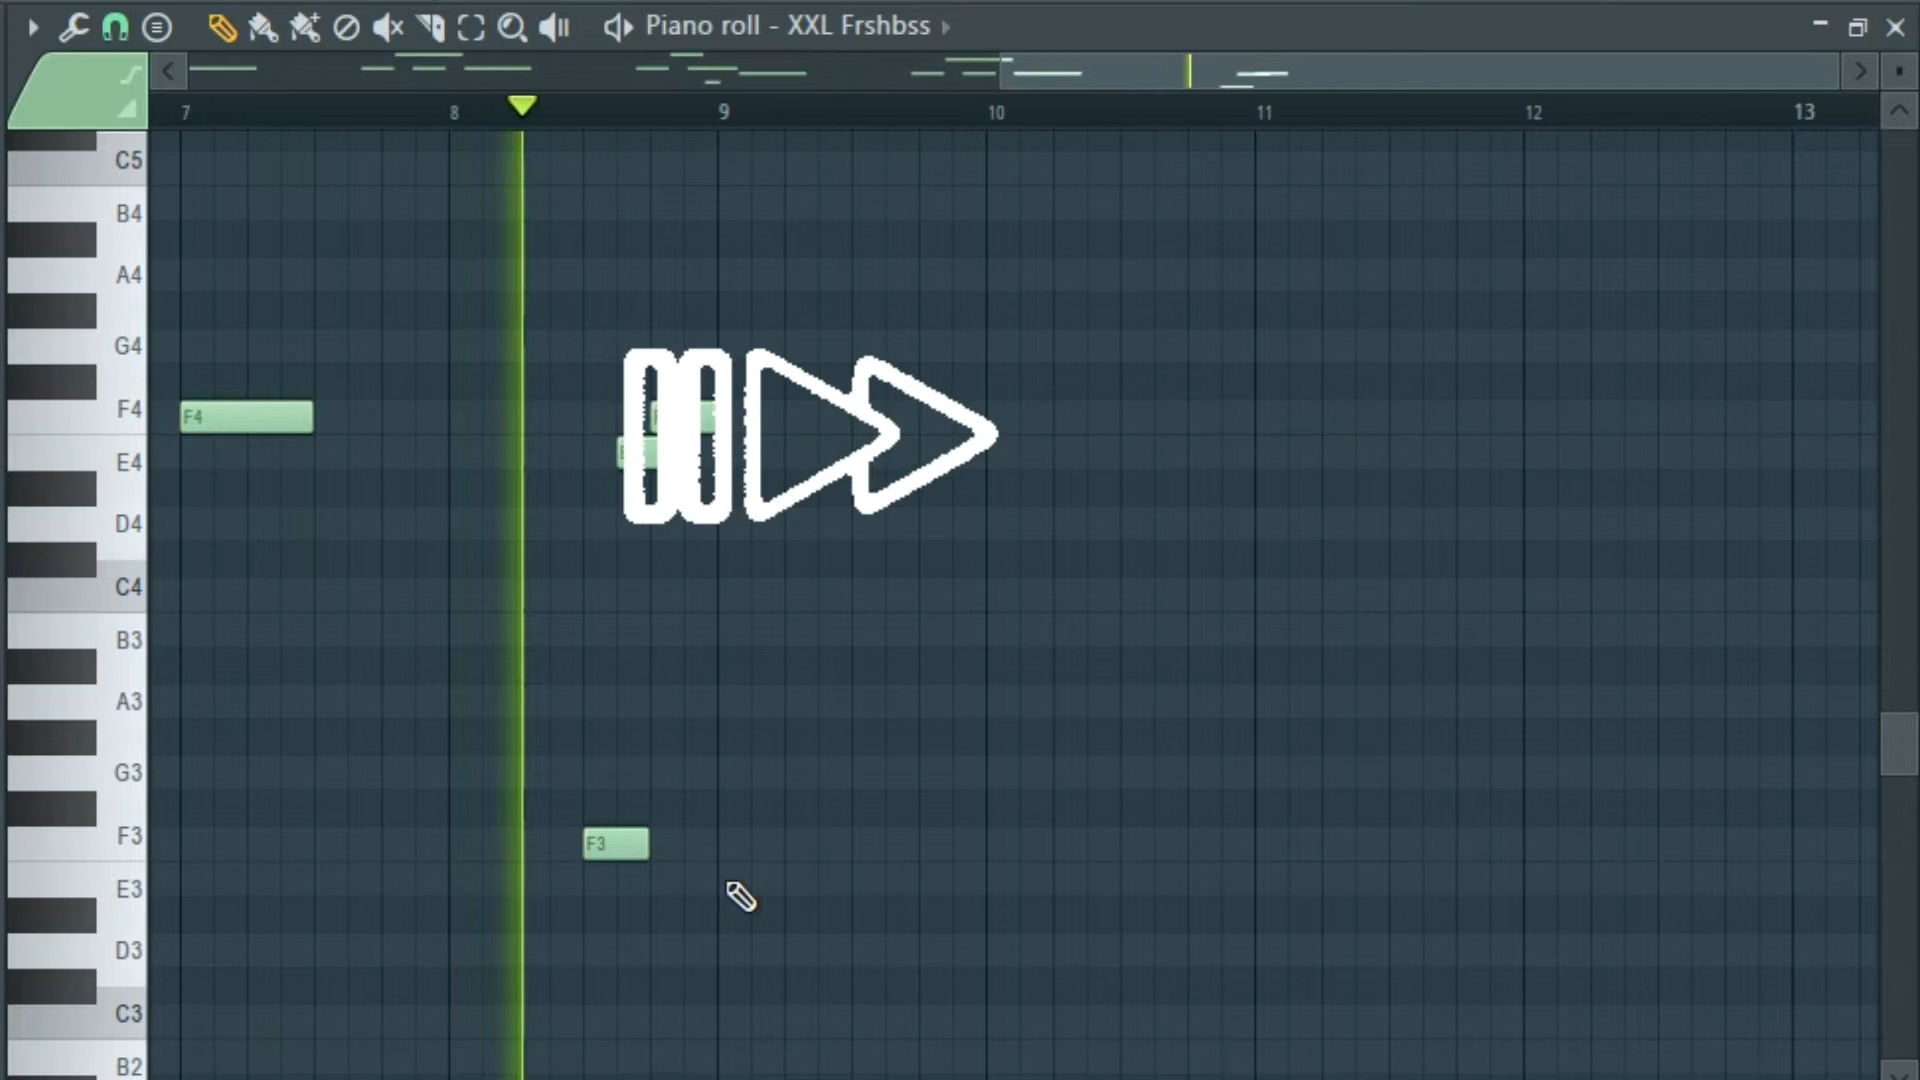 Piano roll - XXL Frshbss
7 8 9 10 11 12 13
C5
B4
A4
G4
F4
F4
E4
D4
C4
B3
A3
G3
F3
F3
E3
D3
C3
B2